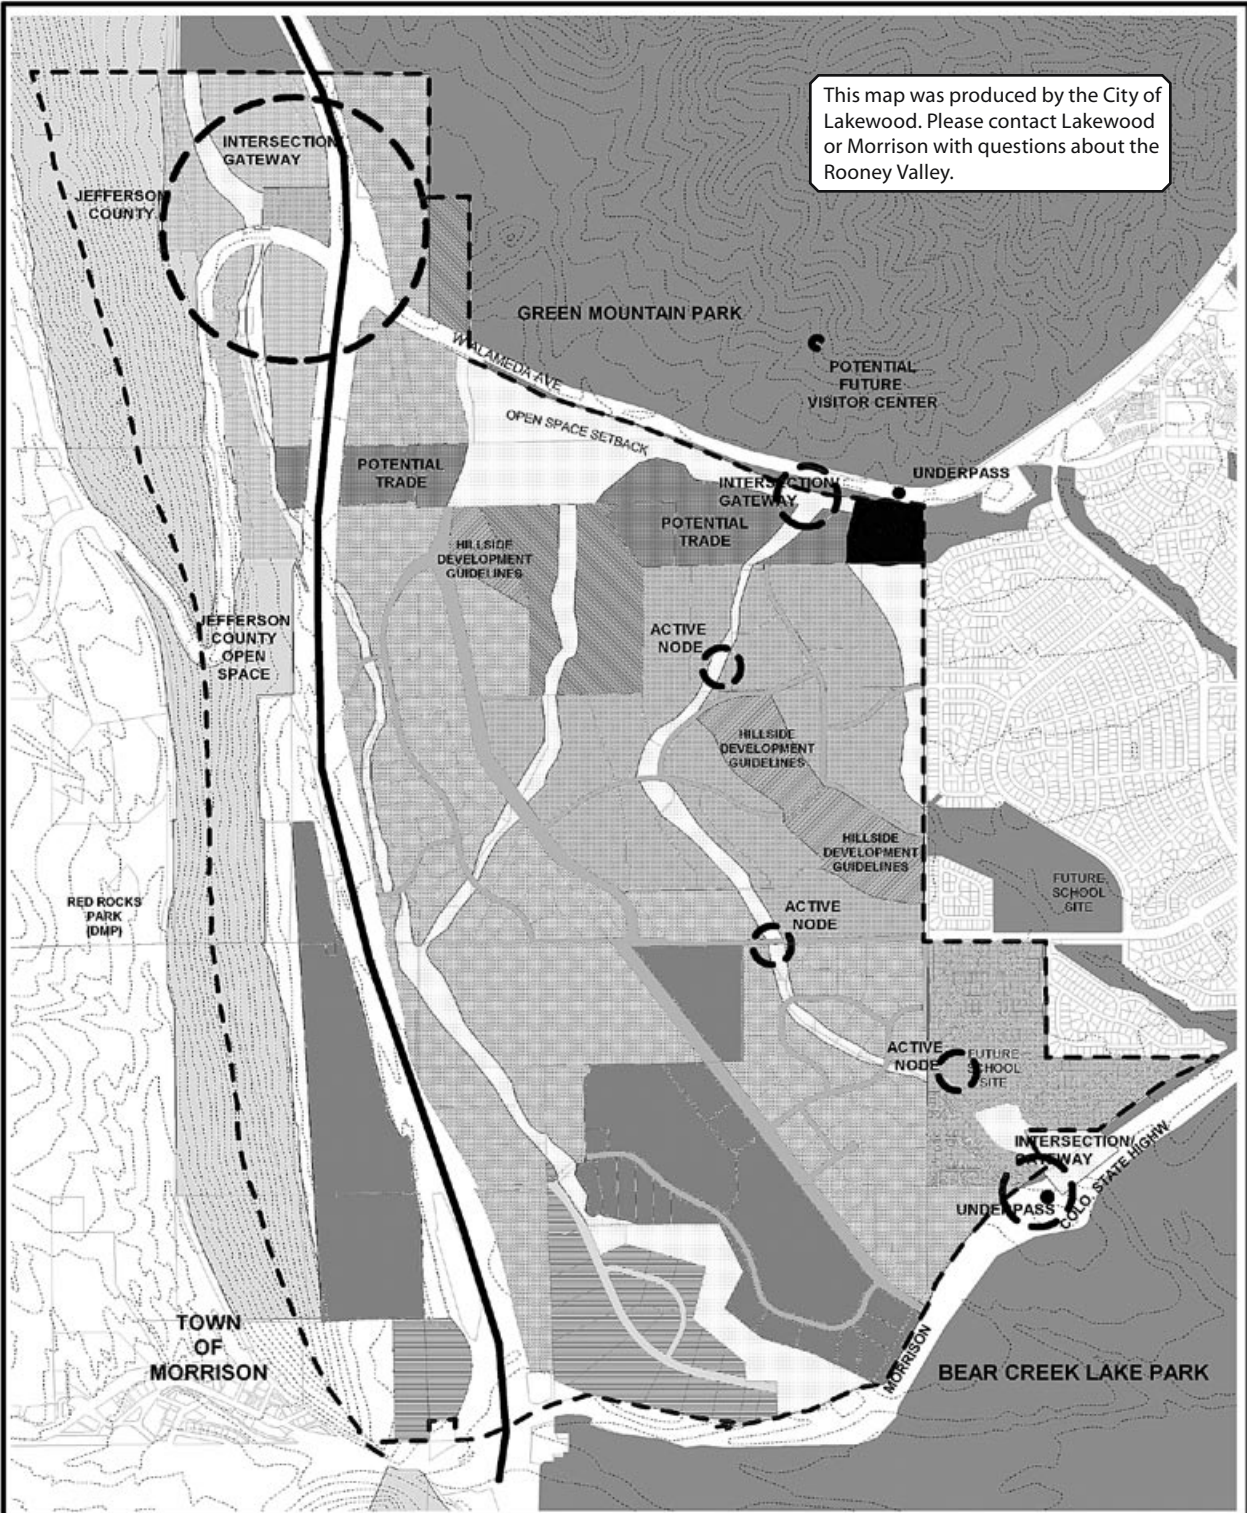 This map was produced by the City of
Lakewood. Please contact Lakewood
or Morrison with questions about the
Rooney Valley.
INTERSECTION/
GATEWAY
JEFFERSON
COUNTY
GREEN MOUNTAIN PARK
W ALAMEDA AVE
POTENTIAL
FUTURE
VISITOR CENTER
OPEN SPACE SETBACK
POTENTIAL
TRADE
UNDERPASS
INTERSECTION/
GATEWAY
POTENTIAL
TRADE
HILLSIDE
DEVELOPMENT
GUIDELINES
JEFFERSON
COUNTY
OPEN
SPACE
ACTIVE
NODE
HILLSIDE
DEVELOPMENT
GUIDELINES
HILLSIDE
DEVELOPMENT
GUIDELINES
FUTURE
SCHOOL
SITE
RED ROCKS
PARK
(DMP)
ACTIVE
NODE
ACTIVE
NODE
FUTURE
SCHOOL
SITE
INTERSECTION/
GATEWAY
UNDERPASS
COLO. STATE HIGHW
MORRISON
TOWN
OF
MORRISON
BEAR CREEK LAKE PARK